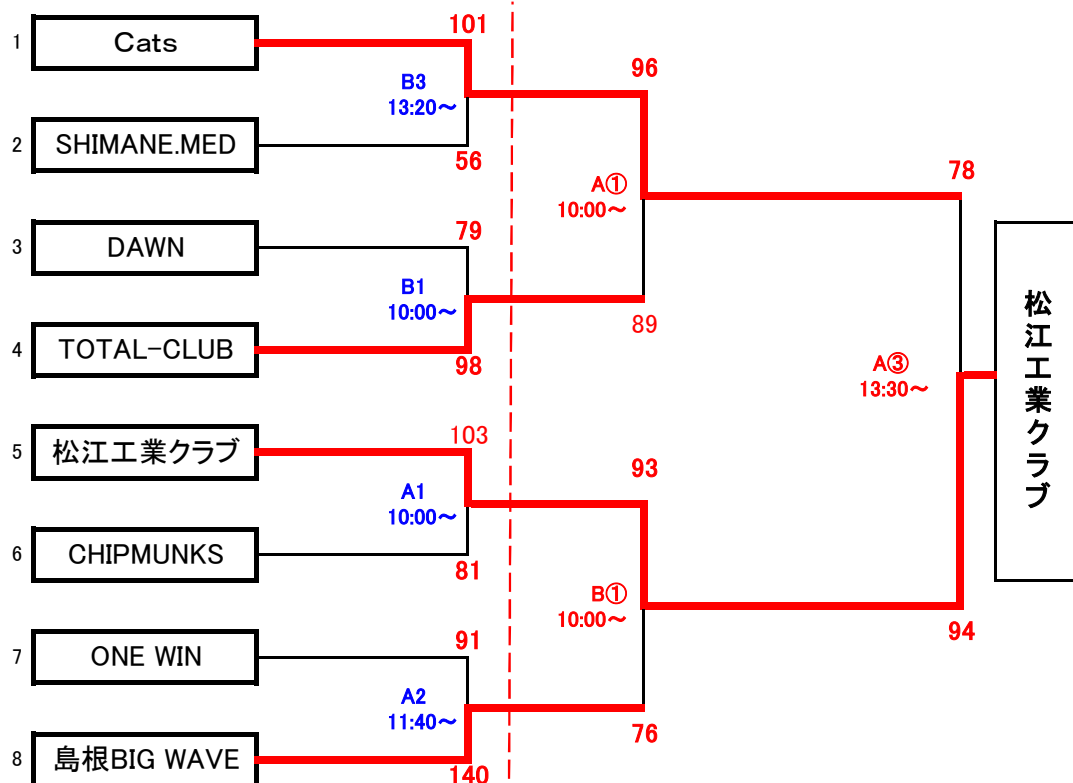 1
Cats
101
B3
13:20～
96
2
SHIMANE.MED
56
A①
10:00～
78
3
DAWN
79
B1
10:00～
89
4
TOTAL-CLUB
98
A③
13:30～
松江工業クラブ
5
松江工業クラブ
103
93
A1
10:00～
6
CHIPMUNKS
81
B①
10:00～
94
7
ONE WIN
91
A2
11:40～
76
8
島根BIG WAVE
140